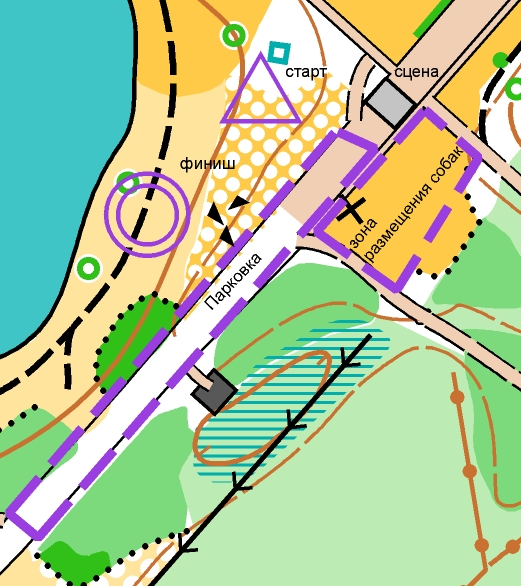 старт
сцена
финиш
зона
размещения собак
Парковка